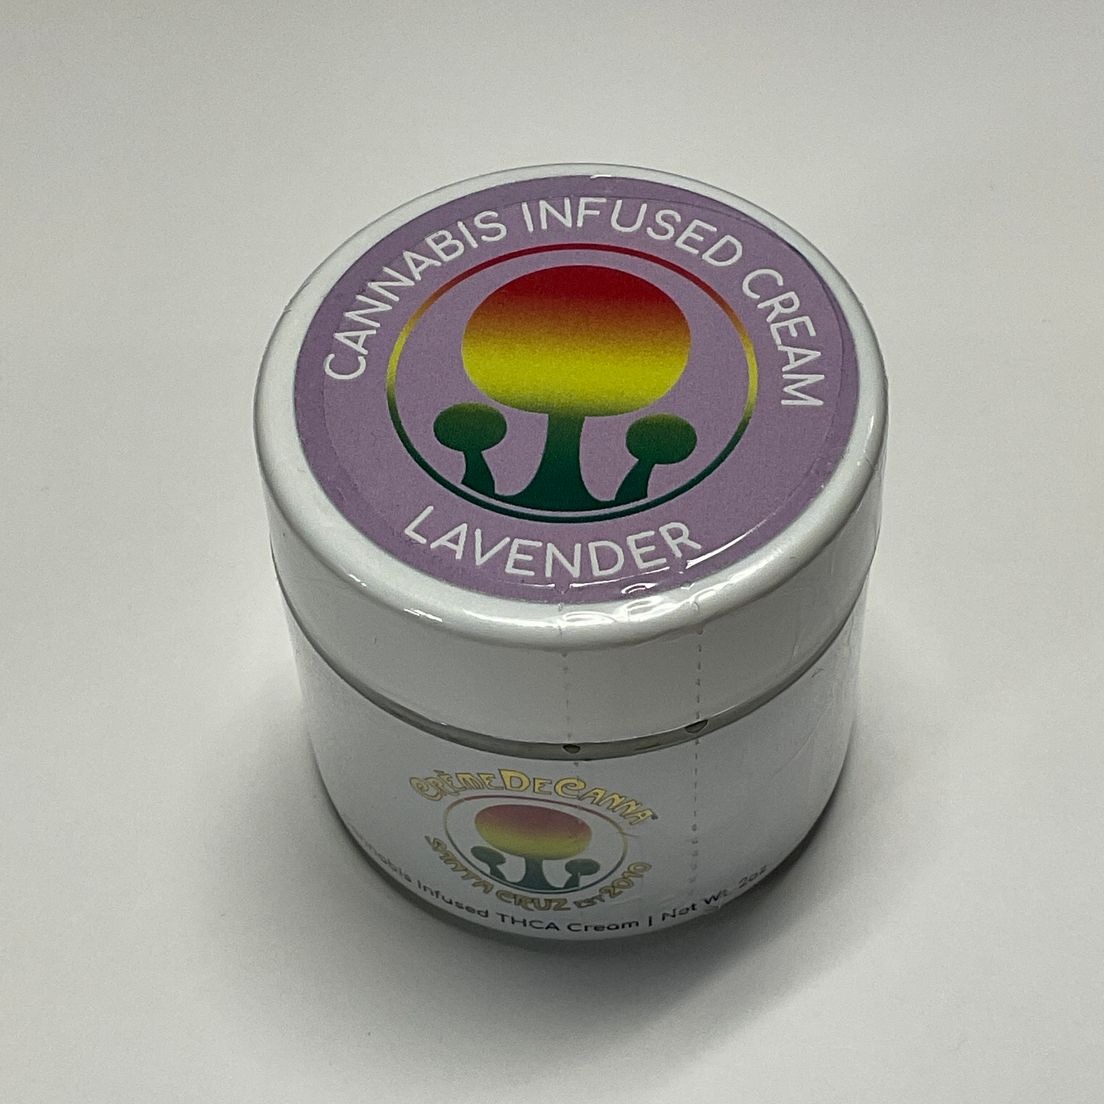 CANNABIS INFUSED CREAM
LAVENDER
CRÈMEDECANNA
SANTA CRUZ EST 2010
Infused THCA Cream | Net Wt. 2oz